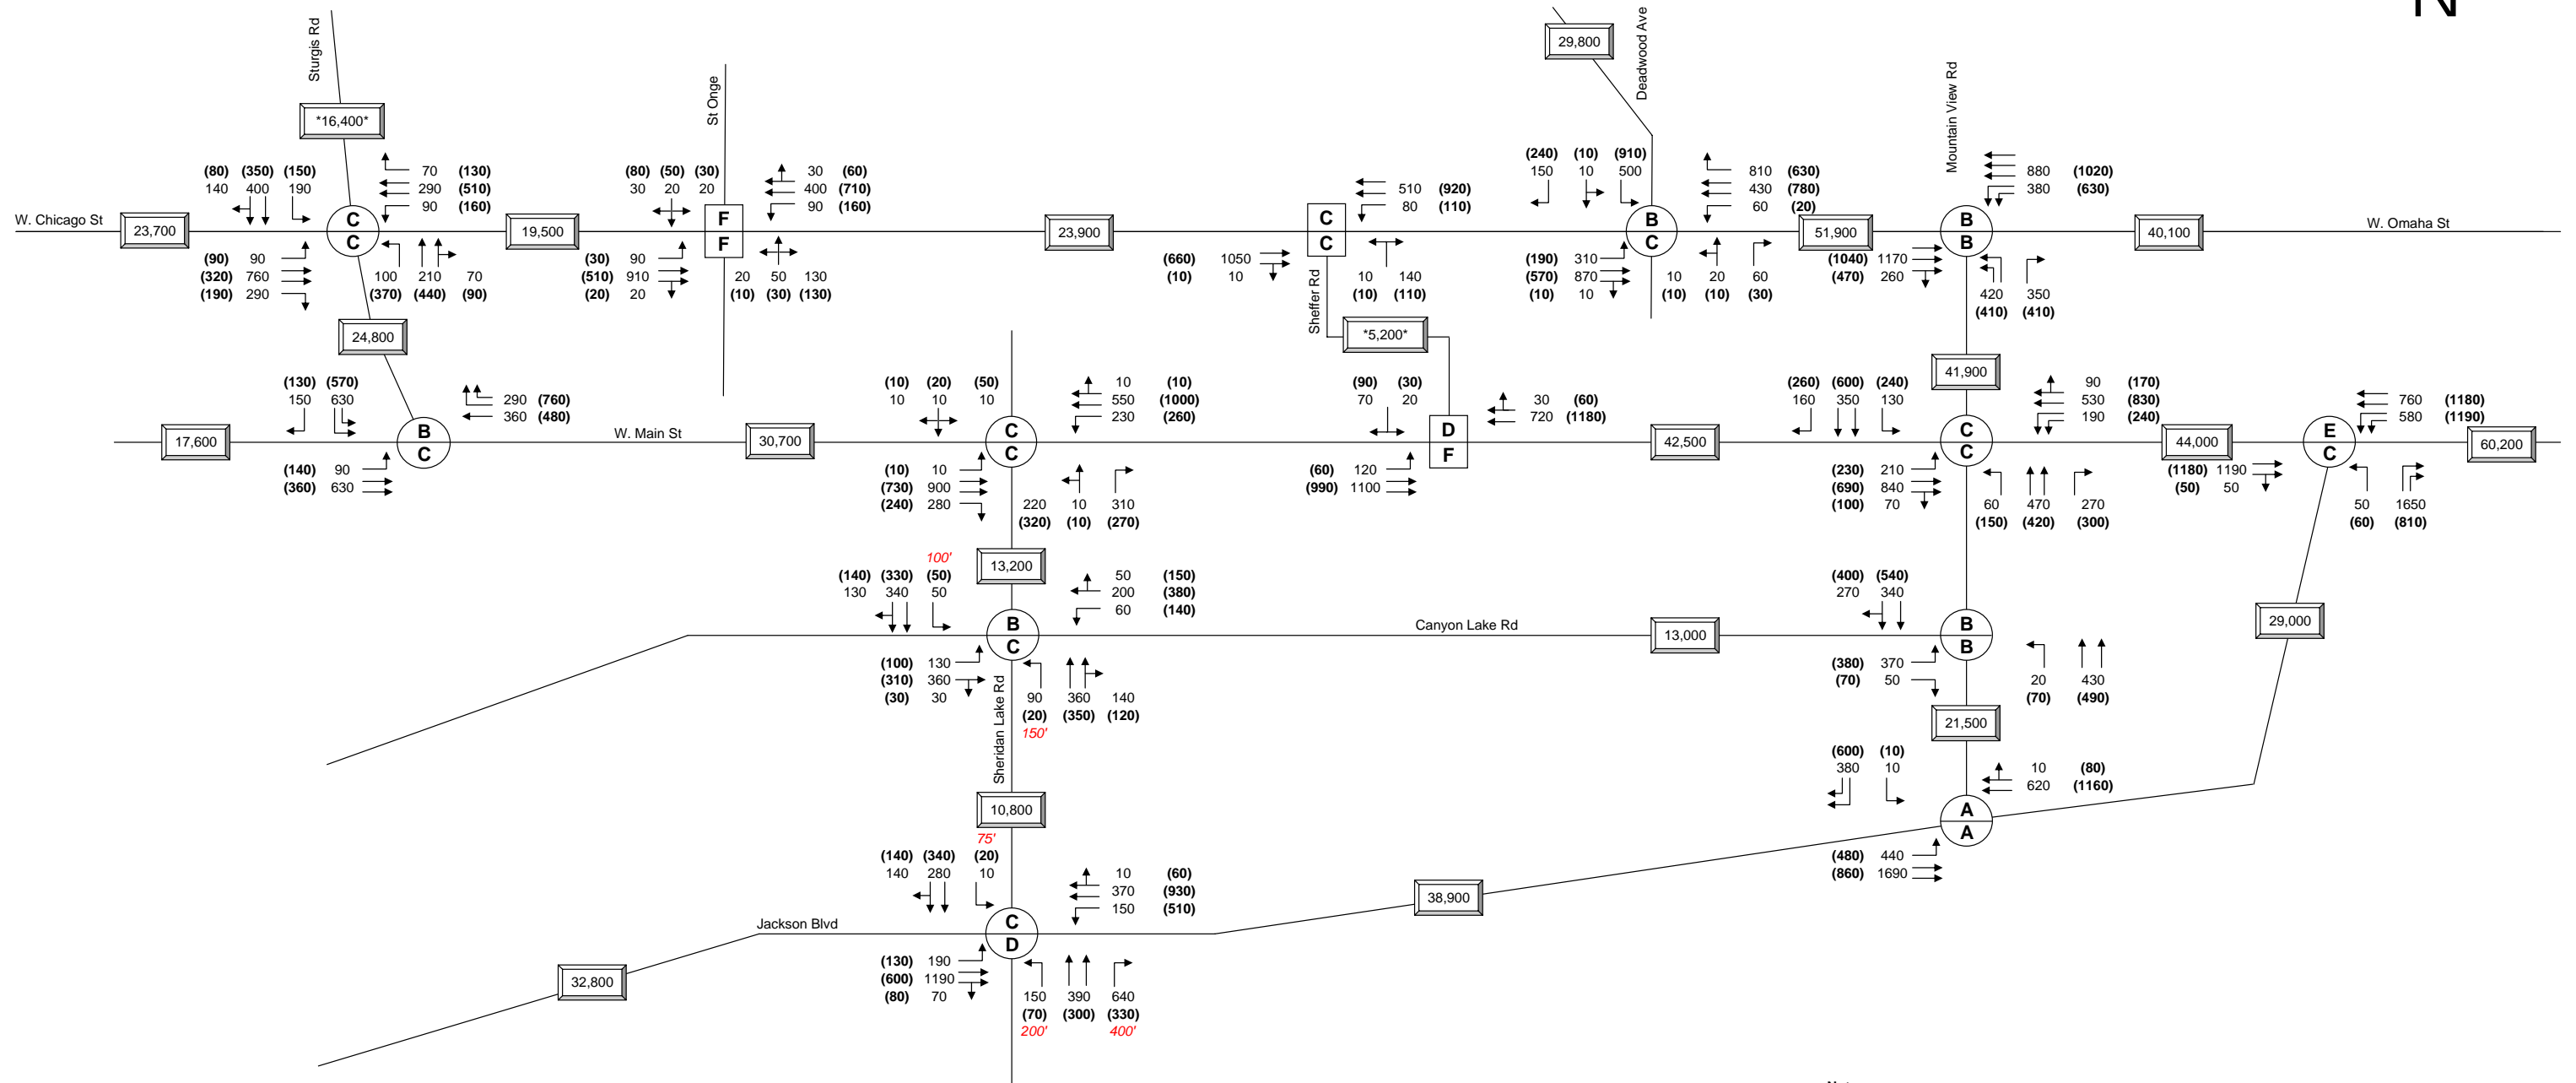 N
Sturgis Rd
St Onge
Deadwood Ave
Mountain View Rd
29,800
*16,400*
(80) (350) (150)
140 400 190
70 (130)
290 (510)
90 (160)
(80) (50) (30)
30 20 20
30 (60)
400 (710)
90 (160)
510 (920)
80 (110)
(240) (10) (910)
150 10 500
810 (630)
430 (780)
60 (20)
880 (1020)
380 (630)
W. Chicago St
23,700
C
C
19,500
F
F
23,900
C
C
B
C
51,900
B
B
40,100
W. Omaha St
(90) 90
(320) 760
(190) 290
100 210 70
(370) (440) (90)
(30) 90
(510) 910
(20) 20
20 50 130
(10) (30) (130)
(660) 1050
(10) 10
Sheffer Rd
10 140
(10) (110)
(190) 310
(570) 870
(10) 10
10 20 60
(10) (10) (30)
(1040) 1170
(470) 260
420 350
(410) (410)
24,800
*5,200*
41,900
(130) (570)
150 630
290 (760)
360 (480)
(10) (20) (50)
10 10 10
10 (10)
550 (1000)
230 (260)
(90) (30)
70 20
30 (60)
720 (1180)
(260) (600) (240)
160 350 130
90 (170)
530 (830)
190 (240)
760 (1180)
580 (1190)
17,600
B
C
W. Main St
30,700
C
C
D
F
42,500
C
C
44,000
E
C
60,200
(140) 90
(360) 630
(10) 10
(730) 900
(240) 280
220 10 310
(320) (10) (270)
(60) 120
(990) 1100
(230) 210
(690) 840
(100) 70
60 470 270
(150) (420) (300)
(1180) 1190
(50) 50
50 1650
(60) (810)
100'
13,200
(140) (330) (50)
130 340 50
50 (150)
200 (380)
60 (140)
(400) (540)
270 340
29,000
B
C
Canyon Lake Rd
13,000
B
B
(100) 130
(310) 360
(30) 30
Sheridan Lake Rd
90 360 140
(20) (350) (120)
150'
(380) 370
(70) 50
20 430
(70) (490)
21,500
(600) (10)
380 10
10 (80)
620 (1160)
10,800
A
A
75'
(140) (340) (20)
140 280 10
10 (60)
370 (930)
150 (510)
(480) 440
(860) 1690
38,900
Jackson Blvd
C
D
32,800
(130) 190
(600) 1190
(80) 70
150 390 640
(70) (300) (330)
200' 400'